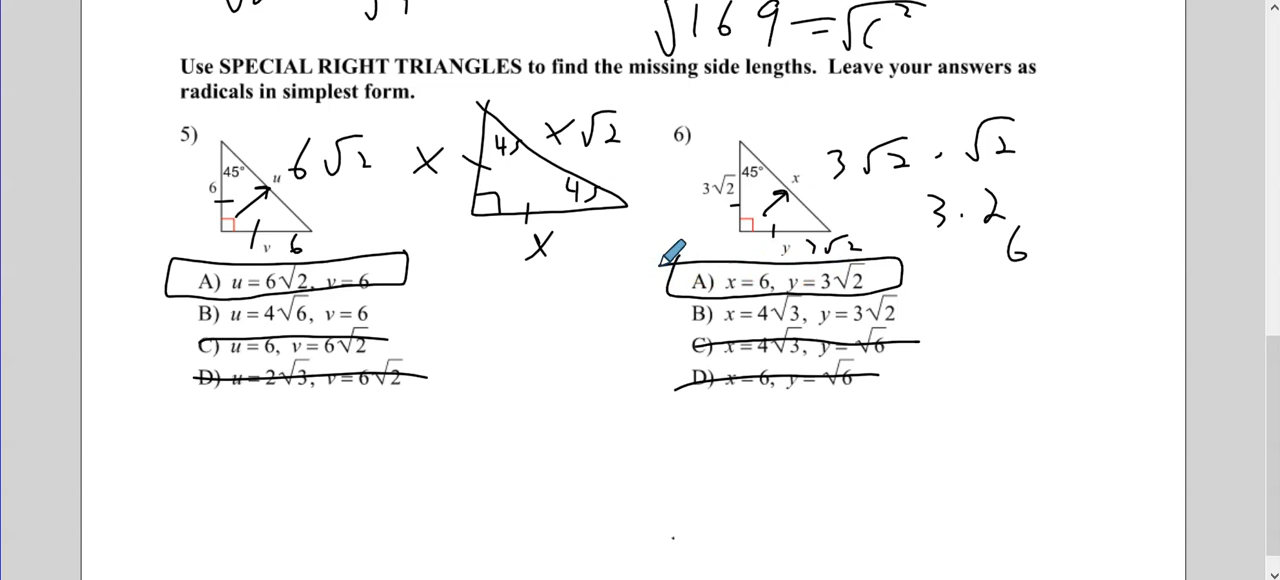 √169 = √c²
Use SPECIAL RIGHT TRIANGLES to find the missing side lengths. Leave your answers as
radicals in simplest form.
5)
45°
6
u
v
6√2
6
x
45
x√2
45
x
A) u = 6√2, v = 6
B) u = 4√6, v = 6
C) u = 6, v = 6√2
D) u = 2√3, v = 6√2
6)
45°
3√2
x
y
3√2
3√2 · √2
3 · 2
6
A) x = 6, y = 3√2
B) x = 4√3, y = 3√2
C) x = 4√3, y = √6
D) x = 6, y = √6